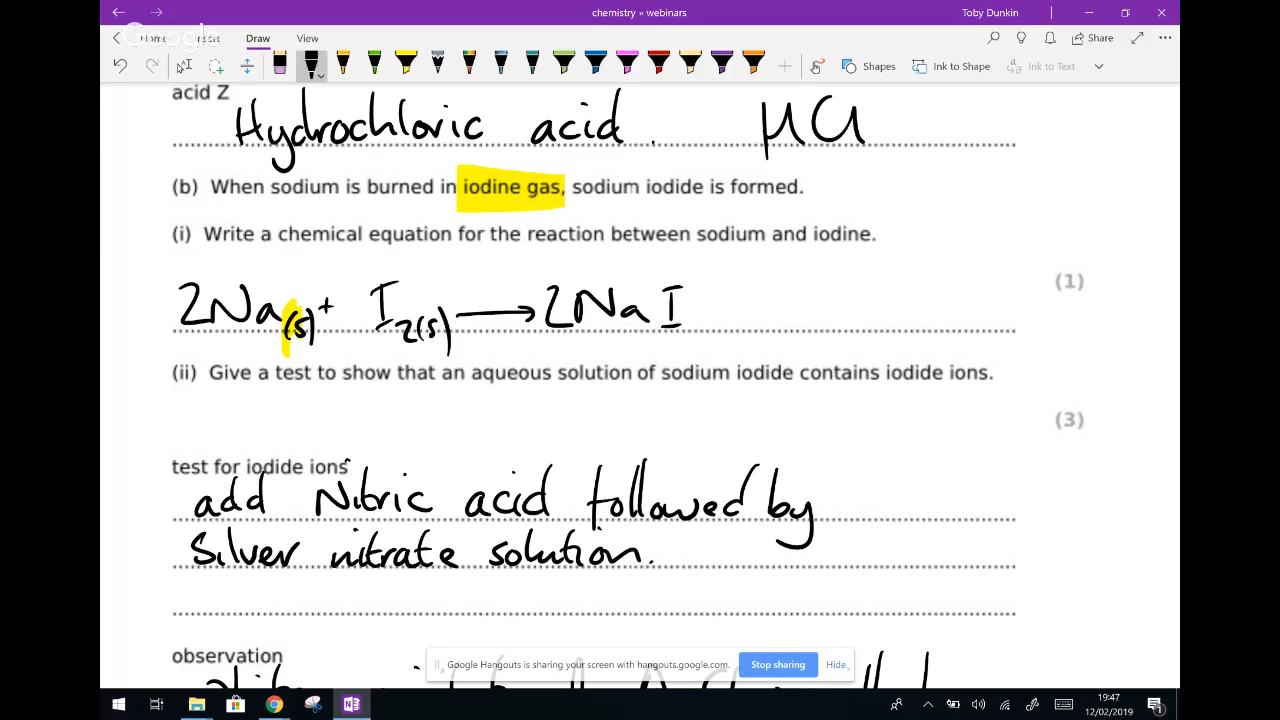 chemistry » webinars
Toby Dunkin
Google
Home
Draw
View
Share
Shapes
Ink to Shape
Ink to Text
acid Z
Hydrochloric acid. HCl
(b) When sodium is burned in iodine gas, sodium iodide is formed.
(i) Write a chemical equation for the reaction between sodium and iodine.
(1)
2Na(s) + I2(s) → 2NaI
(ii) Give a test to show that an aqueous solution of sodium iodide contains iodide ions.
(3)
test for iodide ions
add Nitric acid followed by
Silver nitrate solution.
observation
Google Hangouts is sharing your screen with hangouts.google.com.
Stop sharing
Hide
19:47
12/02/2019